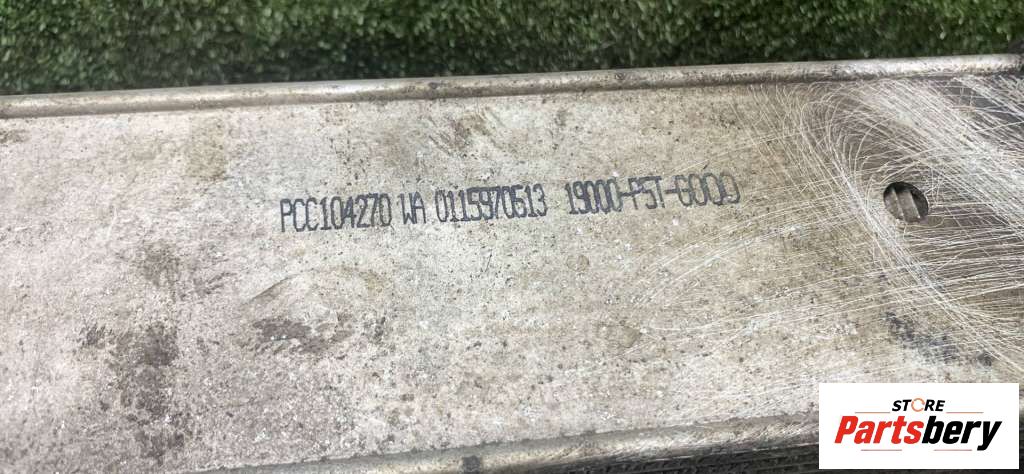 PCC104270 WA 0115970513 19000-P5T-G000
STORE
Partsbery